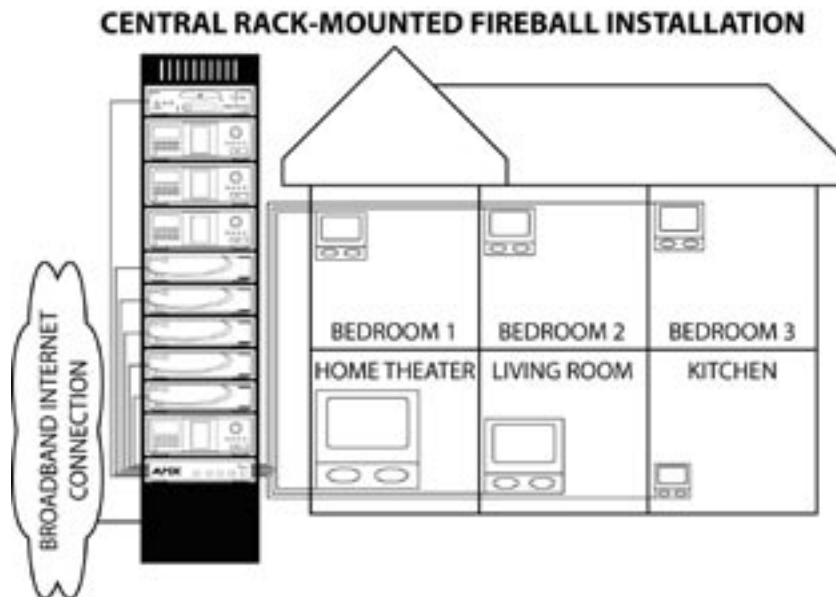 CENTRAL RACK-MOUNTED FIREBALL INSTALLATION
BROADBAND INTERNET
CONNECTION
AMX
BEDROOM 1
BEDROOM 2
BEDROOM 3
HOME THEATER
LIVING ROOM
KITCHEN